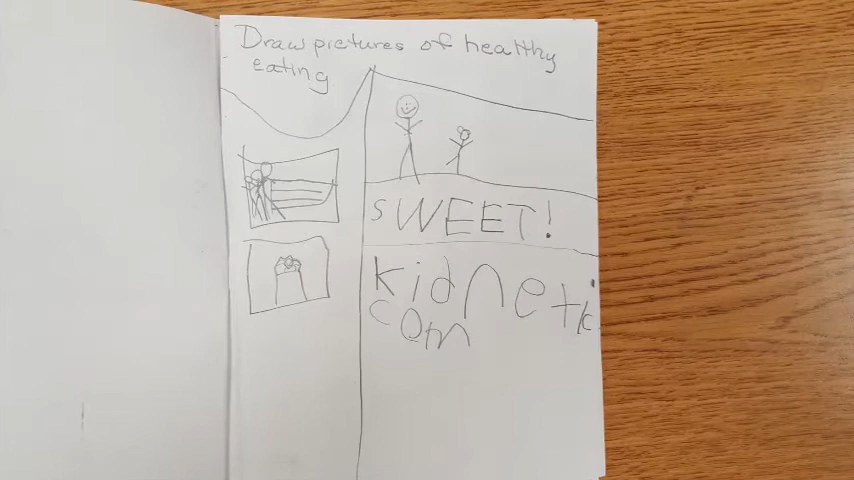 Draw pictures of healthy
eating
SWEET!
kidnetic
com